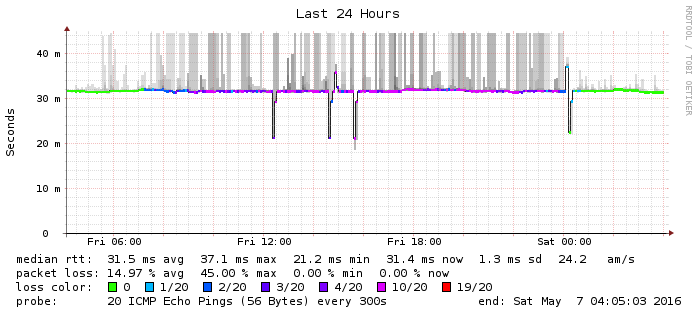 Last 24 Hours
RRDTOOL / TOBI OETIKER
Seconds
40 m
30 m
20 m
10 m
0
Fri 06:00 Fri 12:00 Fri 18:00 Sat 00:00
median rtt: 31.5 ms avg 37.1 ms max 21.2 ms min 31.4 ms now 1.3 ms sd 24.2 am/s
packet loss: 14.97 % avg 45.00 % max 0.00 % min 0.00 % now
loss color: 0 1/20 2/20 3/20 4/20 10/20 19/20
probe: 20 ICMP Echo Pings (56 Bytes) every 300s end: Sat May 7 04:05:03 2016